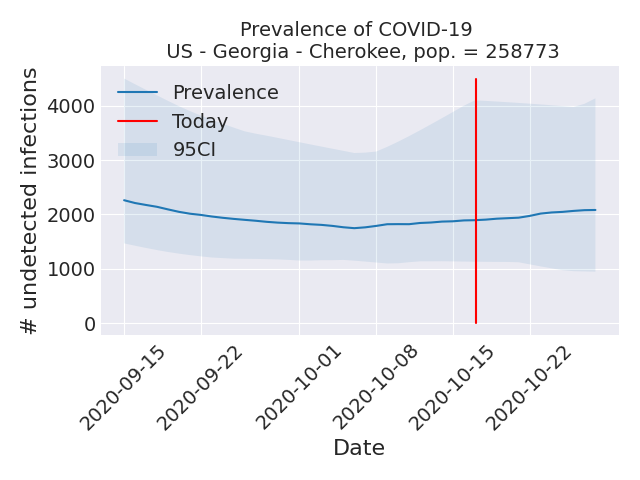 Prevalence of COVID-19
US - Georgia - Cherokee, pop. = 258773
# undetected infections
4000
3000
2000
1000
0
Prevalence
Today
95CI
2020-09-15
2020-09-22
2020-10-01
2020-10-08
2020-10-15
2020-10-22
Date